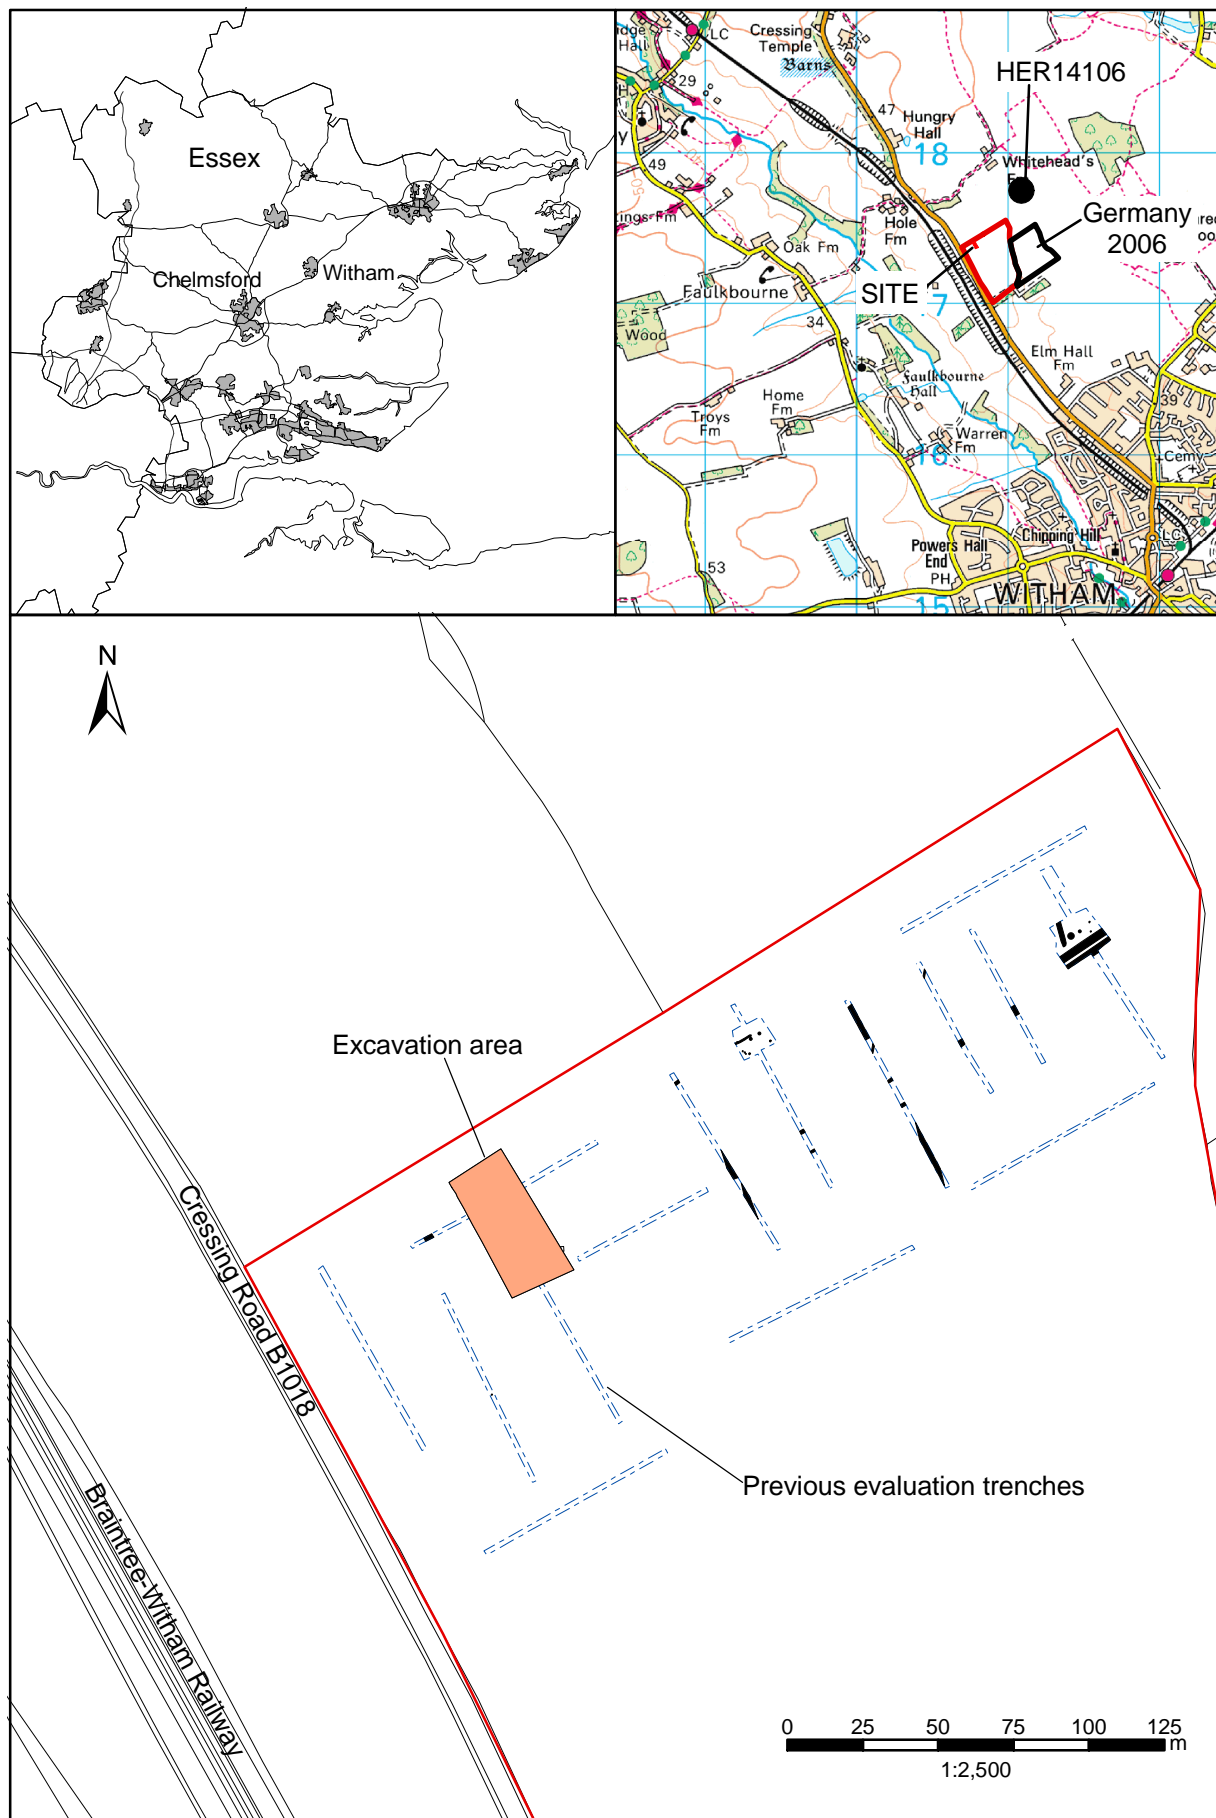 Essex
Chelmsford
Witham
LC
Cressing
Temple
Barns
Hall
29
47
HER14106
Hungry
Hall
18
Whitehead's
49
Germany
2006
Hole
Fm
Oak Fm
Faulkbourne
SITE
34
Wood
Elm Hall
Fm
Faulkbourne
Hall
Home
Fm
Troys
Fm
39
Warren
Fm
16
Cemy
53
Powers Hall
End
PH
Chipping Hill
LC
WITHAM
15
N
Excavation area
Cressing Road B1018
Previous evaluation trenches
Braintree-Witham Railway
0 25 50 75 100 125
m
1:2,500